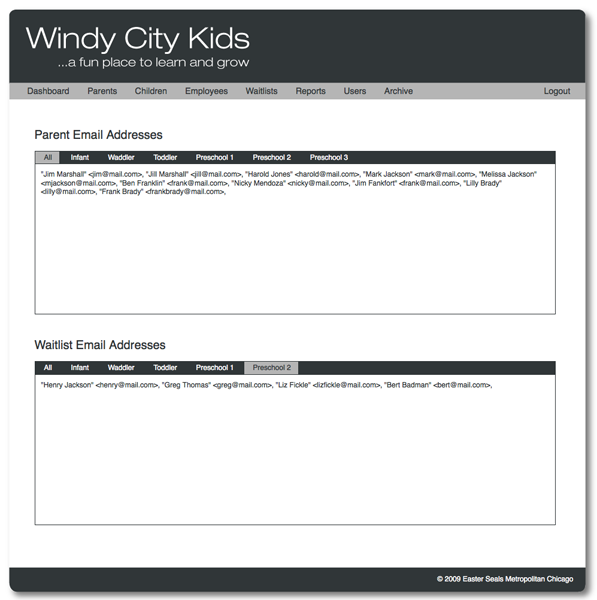 Windy City Kids
...a fun place to learn and grow
Dashboard Parents Children Employees Waitlists Reports Users Archive Logout
Parent Email Addresses
All Infant Waddler Toddler Preschool 1 Preschool 2 Preschool 3
"Jim Marshall" <jim@mail.com>, "Jill Marshall" <jill@mail.com>, "Harold Jones" <harold@mail.com>, "Mark Jackson" <mark@mail.com>, "Melissa Jackson"
<mjackson@mail.com>, "Ben Franklin" <frank@mail.com>, "Nicky Mendoza" <nicky@mail.com>, "Jim Fankfort" <frank@mail.com>, "Lilly Brady"
<lilly@mail.com>, "Frank Brady" <frankbrady@mail.com>,
Waitlist Email Addresses
All Infant Waddler Toddler Preschool 1 Preschool 2
"Henry Jackson" <henry@mail.com>, "Greg Thomas" <greg@mail.com>, "Liz Fickle" <lizfickle@mail.com>, "Bert Badman" <bert@mail.com>,
© 2009 Easter Seals Metropolitan Chicago